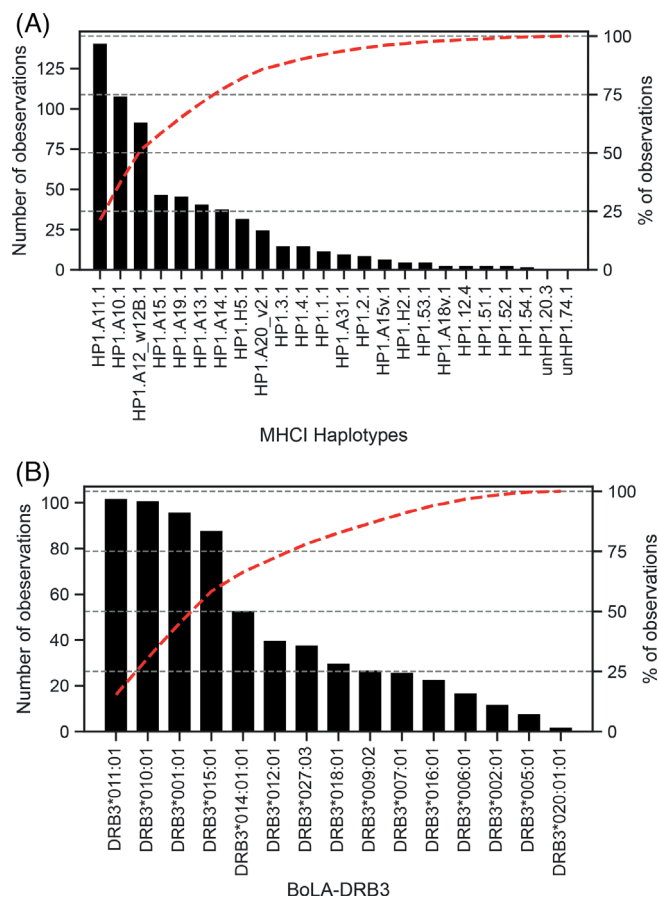 (A)
Number of obeservations
125
100
75
50
25
0
100
75
50
25
0
% of observations
HP1.A11.1
HP1.A10.1
HP1.A12_w12B.1
HP1.A15.1
HP1.A19.1
HP1.A13.1
HP1.A14.1
HP1.H5.1
HP1.A20_v2.1
HP1.3.1
HP1.4.1
HP1.1.1
HP1.A31.1
HP1.2.1
HP1.A15v.1
HP1.H2.1
HP1.53.1
HP1.A18v.1
HP1.12.4
HP1.51.1
HP1.52.1
HP1.54.1
unHP1.20.3
unHP1.74.1
MHCI Haplotypes
(B)
Number of obeservations
100
80
60
40
20
0
100
75
50
25
0
% of observations
DRB3*011:01
DRB3*010:01
DRB3*001:01
DRB3*015:01
DRB3*014:01:01
DRB3*012:01
DRB3*027:03
DRB3*018:01
DRB3*009:02
DRB3*007:01
DRB3*016:01
DRB3*006:01
DRB3*002:01
DRB3*005:01
DRB3*020:01:01
BoLA-DRB3